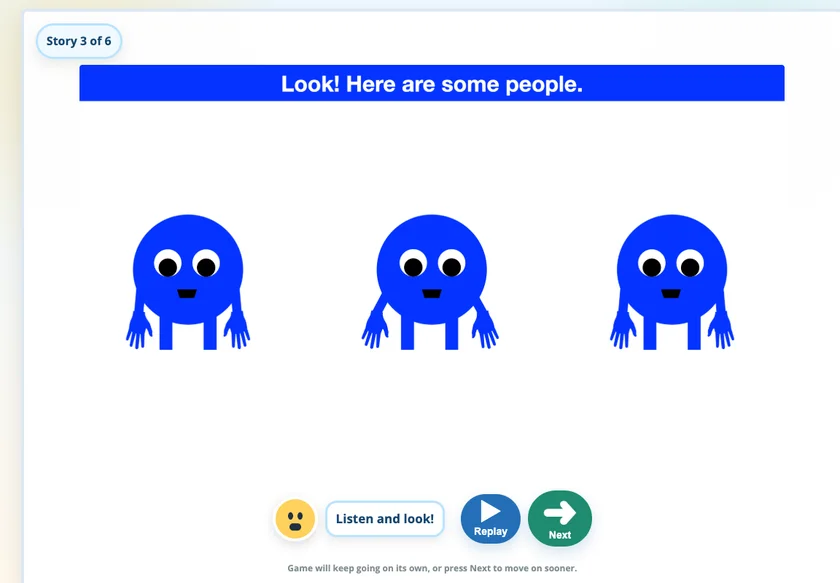 Story 3 of 6
Look! Here are some people.
Listen and look!
Replay
Next
Game will keep going on its own, or press Next to move on sooner.